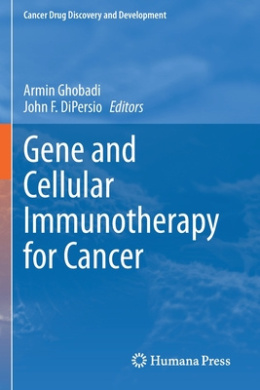 Cancer Drug Discovery and Development
Armin Ghobadi
John F. DiPersio Editors
Gene and
Cellular
Immunotherapy
for Cancer
Humana Press